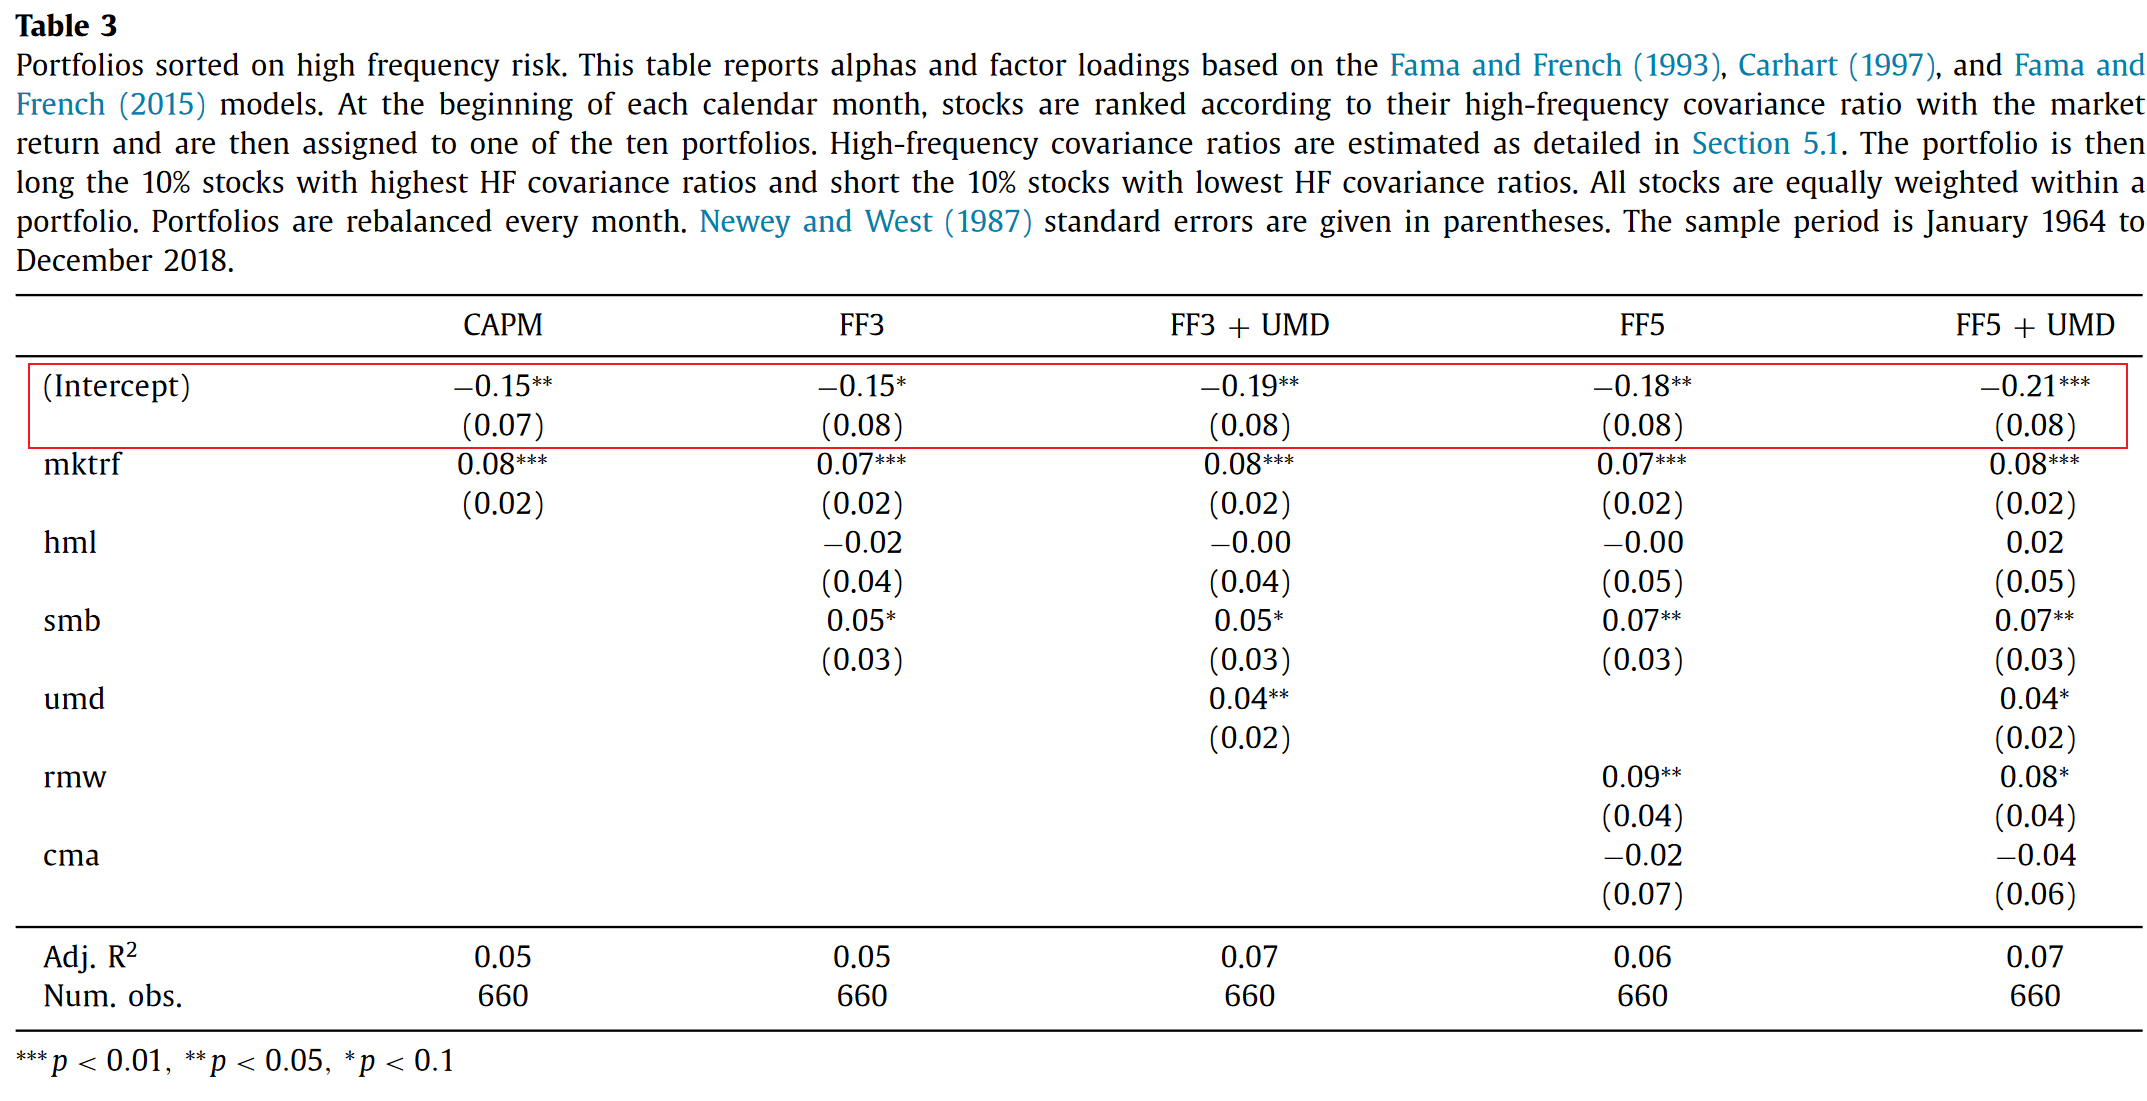 Table 3
Portfolios sorted on high frequency risk. This table reports alphas and factor loadings based on the Fama and French (1993), Carhart (1997), and Fama and
French (2015) models. At the beginning of each calendar month, stocks are ranked according to their high-frequency covariance ratio with the market
return and are then assigned to one of the ten portfolios. High-frequency covariance ratios are estimated as detailed in Section 5.1. The portfolio is then
long the 10% stocks with highest HF covariance ratios and short the 10% stocks with lowest HF covariance ratios. All stocks are equally weighted within a
portfolio. Portfolios are rebalanced every month. Newey and West (1987) standard errors are given in parentheses. The sample period is January 1964 to
December 2018.
CAPM FF3 FF3 + UMD FF5 FF5 + UMD
(Intercept) −0.15** −0.15* −0.19** −0.18** −0.21***
(0.07) (0.08) (0.08) (0.08) (0.08)
mktrf 0.08*** 0.07*** 0.08*** 0.07*** 0.08***
(0.02) (0.02) (0.02) (0.02) (0.02)
hml −0.02 −0.00 −0.00 0.02
(0.04) (0.04) (0.05) (0.05)
smb 0.05* 0.05* 0.07** 0.07**
(0.03) (0.03) (0.03) (0.03)
umd 0.04** 0.04*
(0.02) (0.02)
rmw 0.09** 0.08*
(0.04) (0.04)
cma −0.02 −0.04
(0.07) (0.06)
Adj. R² 0.05 0.05 0.07 0.06 0.07
Num. obs. 660 660 660 660 660
***p < 0.01, **p < 0.05, *p < 0.1